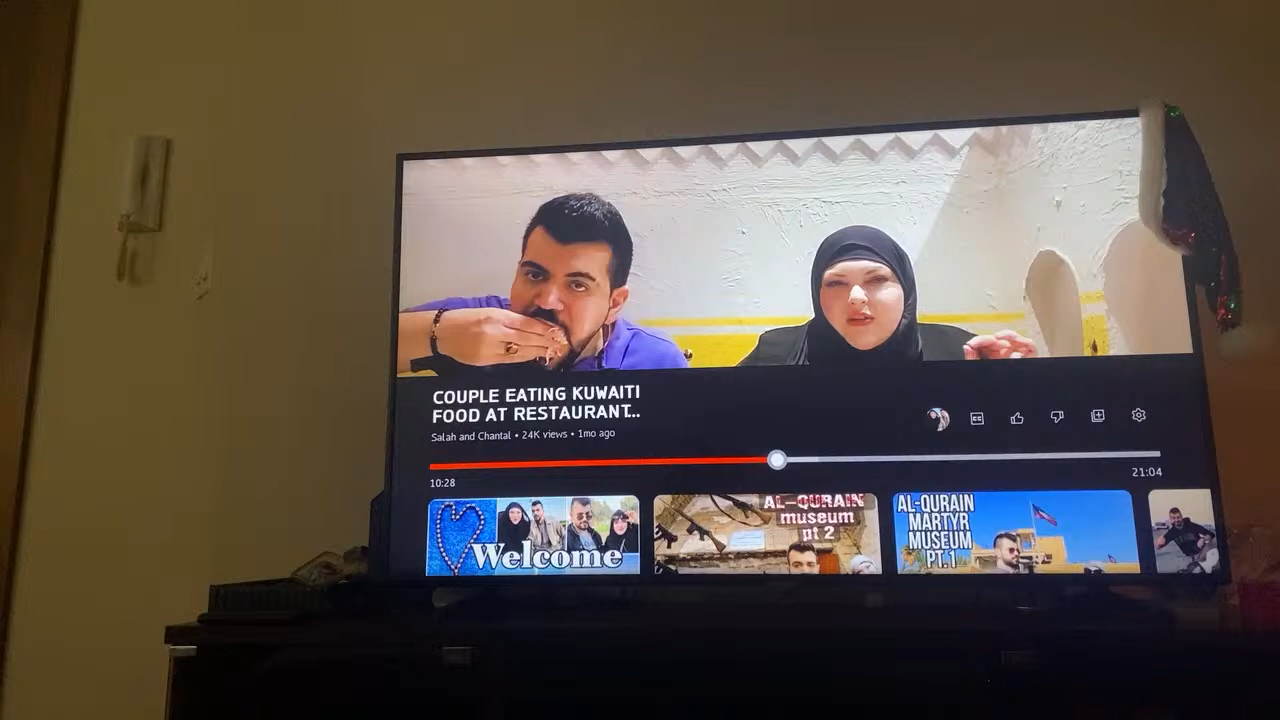 COUPLE EATING KUWAITI
FOOD AT RESTAURANT...
Salah and Chantal • 24K views • 1mo ago
CC
10:28
21:04
Welcome
AL-QURAIN
museum
pt 2
AL-QURAIN
MARTYR
MUSEUM
PT.1